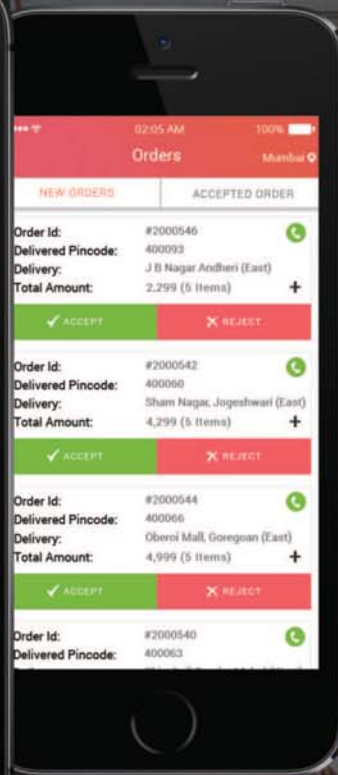 02:05 AM 100%
Orders Mumbai
NEW ORDERS ACCEPTED ORDER
Order Id: #2000546
Delivered Pincode: 400093
Delivery: J B Nagar Andheri (East)
Total Amount: 2,299 (5 Items) +
ACCEPT REJECT
Order Id: #2000542
Delivered Pincode: 400060
Delivery: Sham Nagar, Jogeshwari (East)
Total Amount: 4,299 (5 Items) +
ACCEPT REJECT
Order Id: #2000544
Delivered Pincode: 400066
Delivery: Oberoi Mall, Goregoan (East)
Total Amount: 4,999 (5 Items) +
ACCEPT REJECT
Order Id: #2000540
Delivered Pincode: 400063